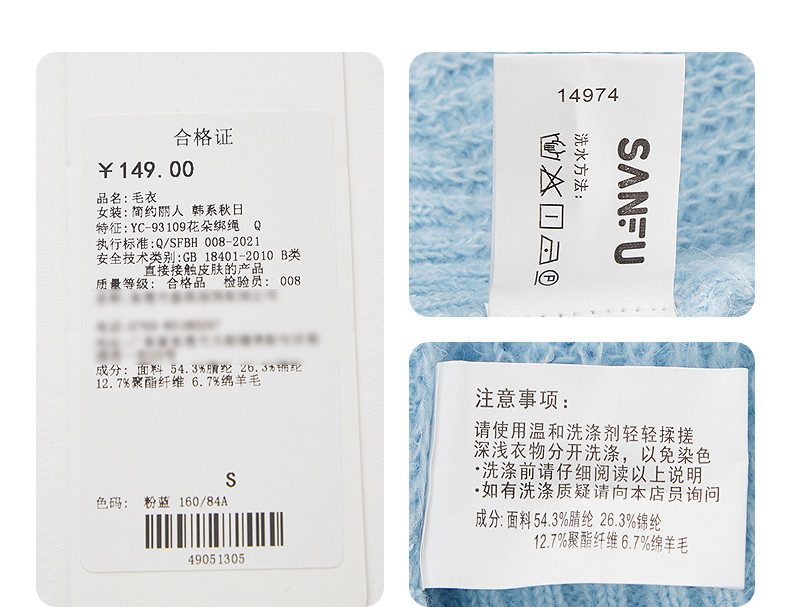 合格证
￥149.00
品名:毛衣
女装:简约丽人 韩系秋日
特征:YC-93109花朵绑绳 Q
执行标准:Q/SFBH 008-2021
安全技术类别:GB 18401-2010 B类
直接接触皮肤的产品
质量等级: 合格品 检验员: 008
成分: 面料 54.3%腈纶 26.3%锦纶
12.7%聚酯纤维 6.7%绵羊毛
S
色码: 粉蓝 160/84A
49051305
14974
洗水方法:
SANFU
注意事项:
请使用温和洗涤剂轻轻揉搓
深浅衣物分开洗涤，以免染色
·洗涤前请仔细阅读以上说明
·如有洗涤质疑请向本店员询问
成分:面料54.3%腈纶 26.3%锦纶
12.7%聚酯纤维6.7%绵羊毛